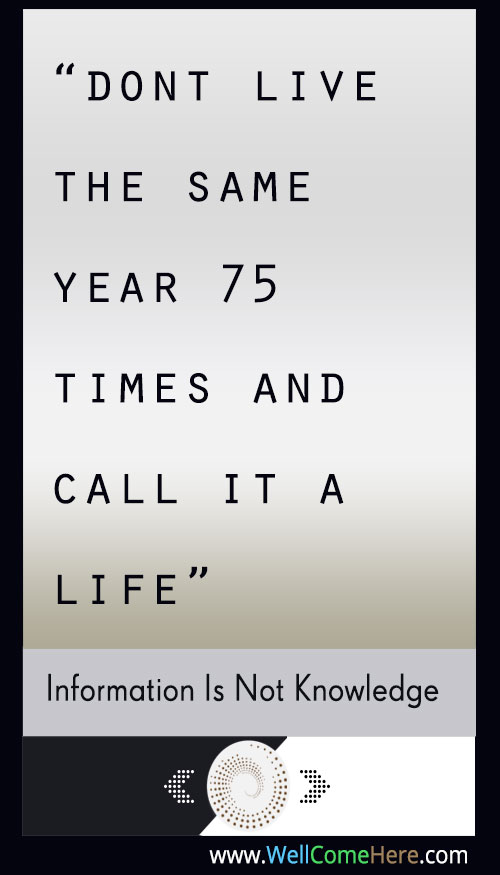 “DONT LIVE
THE SAME
YEAR 75
TIMES AND
CALL IT A
LIFE”
Information Is Not Knowledge
www.WellComeHere.com